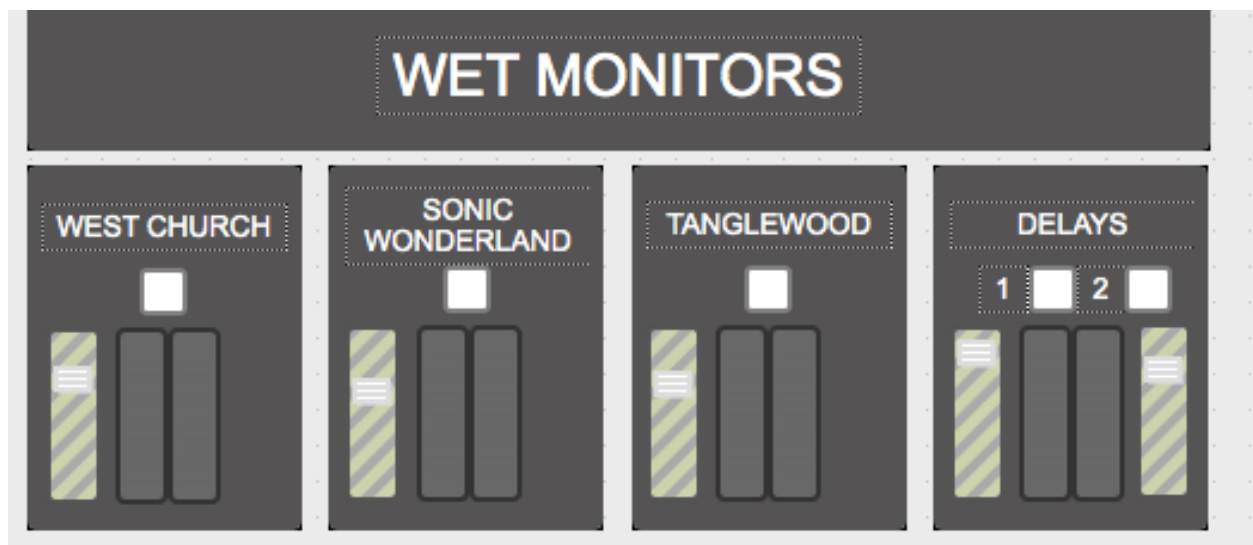 WET MONITORS
WEST CHURCH
SONIC
WONDERLAND
TANGLEWOOD
DELAYS
1 2